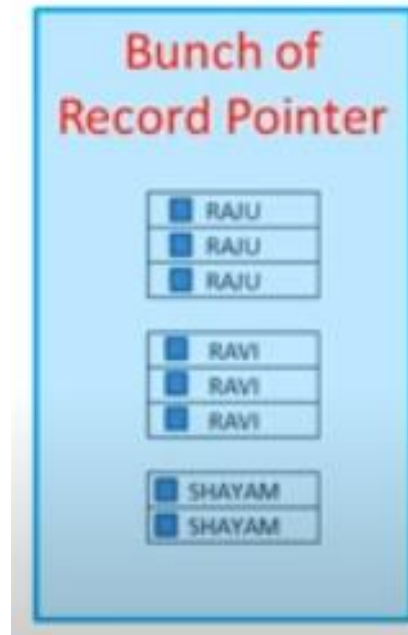 Bunch of
Record Pointer
RAJU
RAJU
RAJU
RAVI
RAVI
RAVI
SHAYAM
SHAYAM